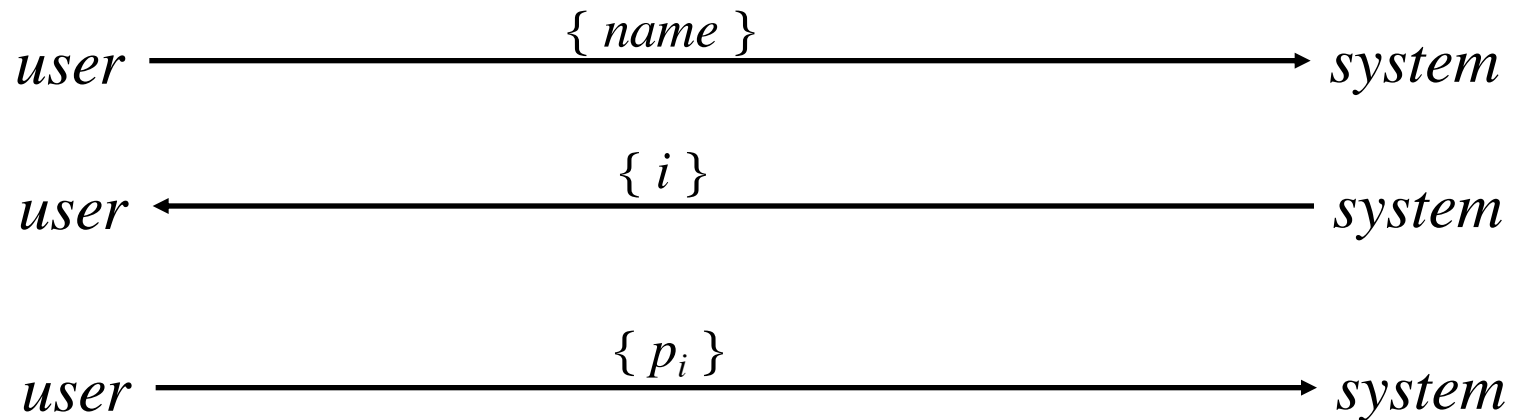 { name }
user system
{ i }
user system
{ pᵢ }
user system